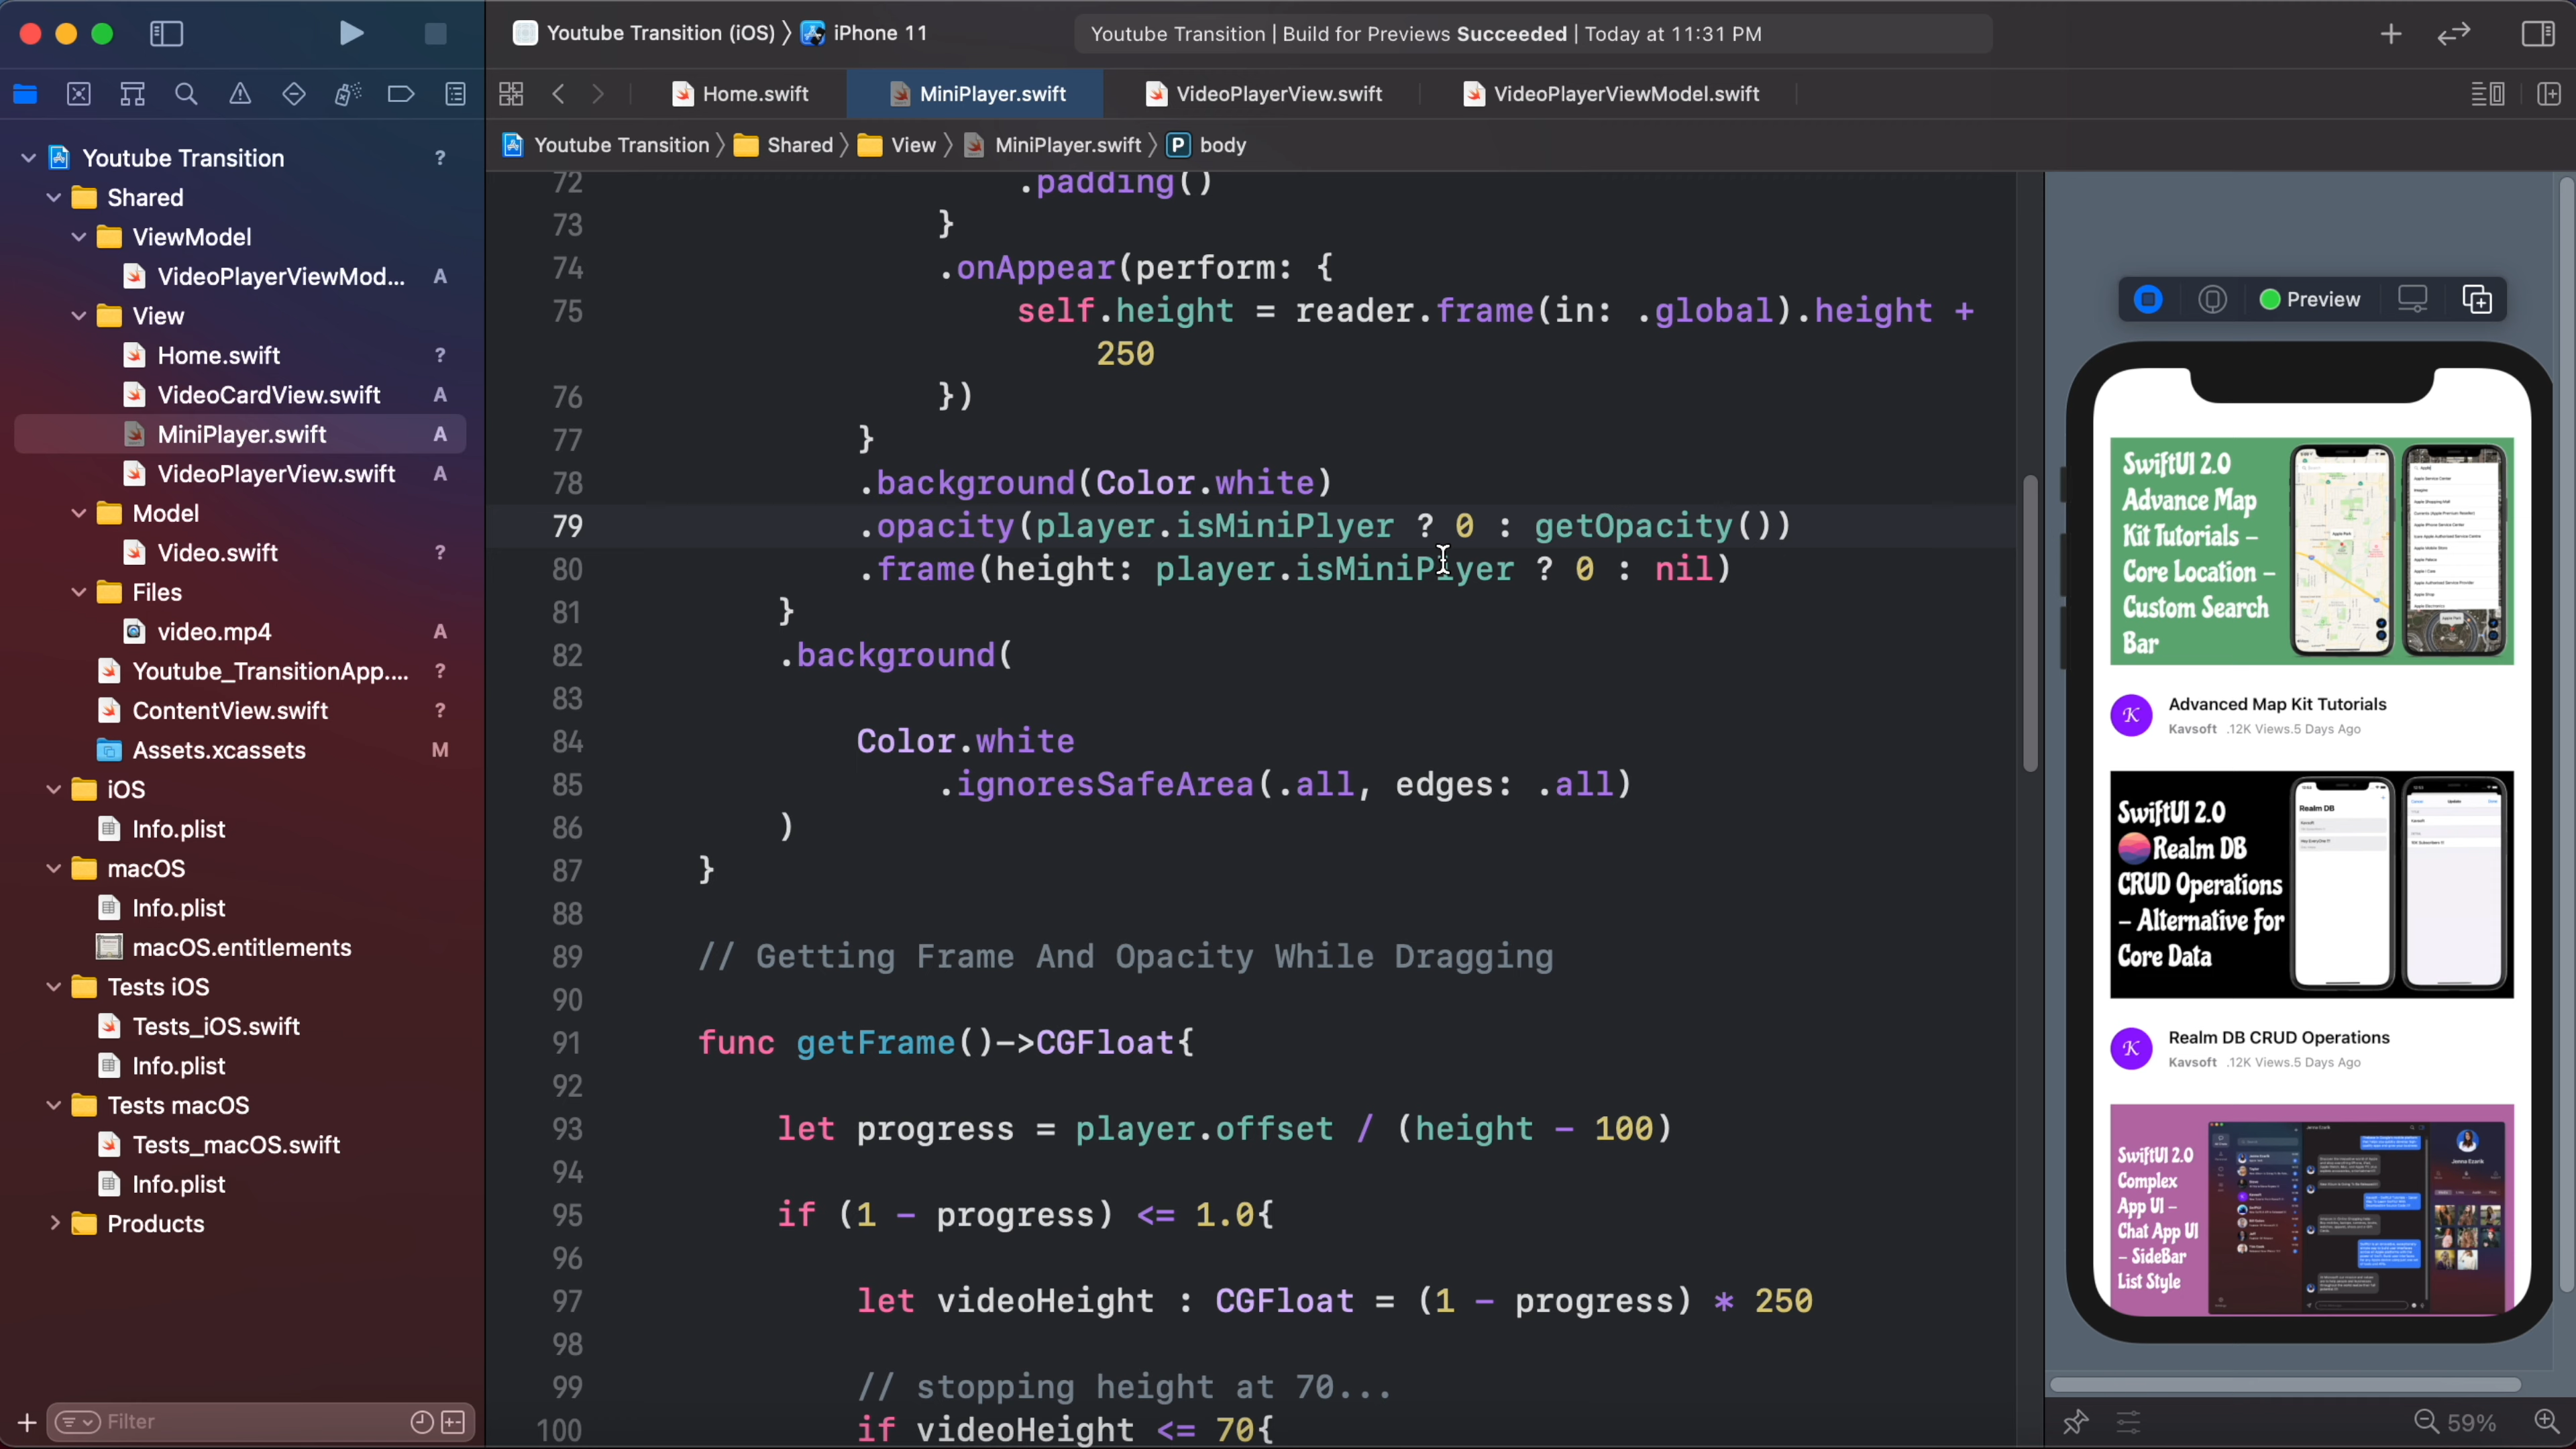 Youtube Transition (iOS) 〉 iPhone 11
Youtube Transition | Build for Previews Succeeded | Today at 11:31 PM
Home.swift
MiniPlayer.swift
VideoPlayerView.swift
VideoPlayerViewModel.swift
Youtube Transition 〉 Shared 〉 View 〉 MiniPlayer.swift 〉 P body
Youtube Transition ?
Shared
ViewModel
VideoPlayerViewMod... A
View
Home.swift ?
VideoCardView.swift A
MiniPlayer.swift A
VideoPlayerView.swift A
Model
Video.swift ?
Files
video.mp4 A
Youtube_TransitionApp.... ?
ContentView.swift ?
Assets.xcassets M
iOS
Info.plist
macOS
Info.plist
macOS.entitlements
Tests iOS
Tests_iOS.swift
Info.plist
Tests macOS
Tests_macOS.swift
Info.plist
Products
Filter
72 .padding()
73 }
74 .onAppear(perform: {
75 self.height = reader.frame(in: .global).height +
250
76 })
77 }
78 .background(Color.white)
79 .opacity(player.isMiniPlyer ? 0 : getOpacity())
80 .frame(height: player.isMiniPlyer ? 0 : nil)
81 }
82 .background(
83
84 Color.white
85 .ignoresSafeArea(.all, edges: .all)
86 )
87 }
88
89 // Getting Frame And Opacity While Dragging
90
91 func getFrame()->CGFloat{
92
93 let progress = player.offset / (height - 100)
94
95 if (1 - progress) <= 1.0{
96
97 let videoHeight : CGFloat = (1 - progress) * 250
98
99 // stopping height at 70...
100 if videoHeight <= 70{
Preview
SwiftUI 2.0
Advance Map
Kit Tutorials –
Core Location –
Custom Search
Bar
Advanced Map Kit Tutorials
Kavsoft .12K Views.5 Days Ago
SwiftUI 2.0
Realm DB
CRUD Operations
– Alternative for
Core Data
Realm DB
Realm DB CRUD Operations
Kavsoft .12K Views.5 Days Ago
SwiftUI 2.0
Complex
App UI –
Chat App UI
– SideBar
List Style
59%